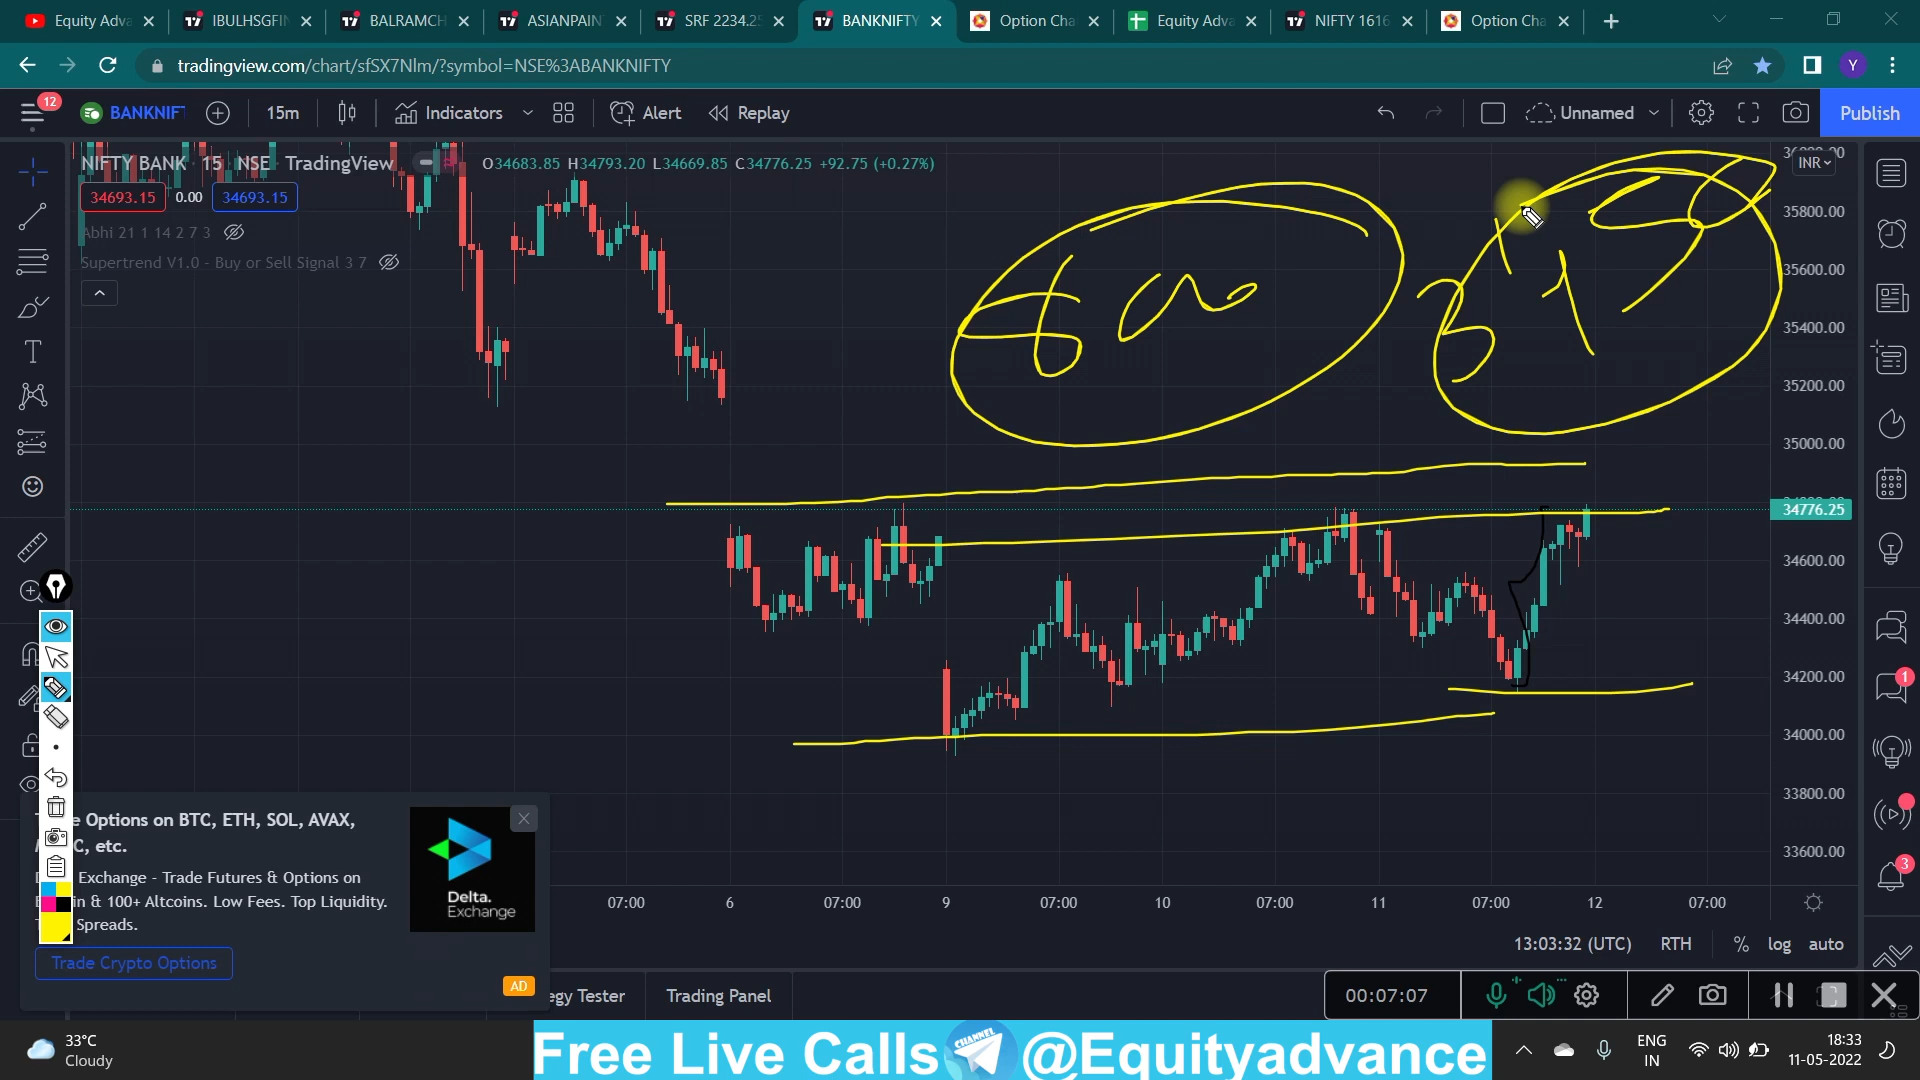 Equity Adva
IBULHSGFIN
BALRAMCH
ASIANPAIN
SRF 2234.25
BANKNIFTY
Option Cha
Equity Adva
NIFTY 1616
Option Cha
tradingview.com/chart/sfSX7Nlm/?symbol=NSE%3ABANKNIFTY
Y
12
BANKNIFT
15m
Indicators
Alert
Replay
Unnamed
Publish
NIFTY BANK 15 NSE TradingView
O34683.85 H34793.20 L34669.85 C34776.25 +92.75 (+0.27%)
INR
34693.15 0.00 34693.15
Abhi 21 1 14 2 7 3
Supertrend V1.0 - Buy or Sell Signal 3 7
35800.00
35600.00
35400.00
35200.00
35000.00
34776.25
34600.00
34400.00
34200.00
34000.00
33800.00
33600.00
1
3
e Options on BTC, ETH, SOL, AVAX,
C, etc.
Exchange - Trade Futures & Options on
in & 100+ Altcoins. Low Fees. Top Liquidity.
Spreads.
Delta.
Exchange
Trade Crypto Options
AD
07:00 6 07:00 9 07:00 10 07:00 11 07:00 12 07:00
13:03:32 (UTC) RTH % log auto
egy Tester
Trading Panel
00:07:07
33°C
Cloudy
Free Live Calls
CHANNEL
@Equityadvance
ENG
IN
18:33
11-05-2022